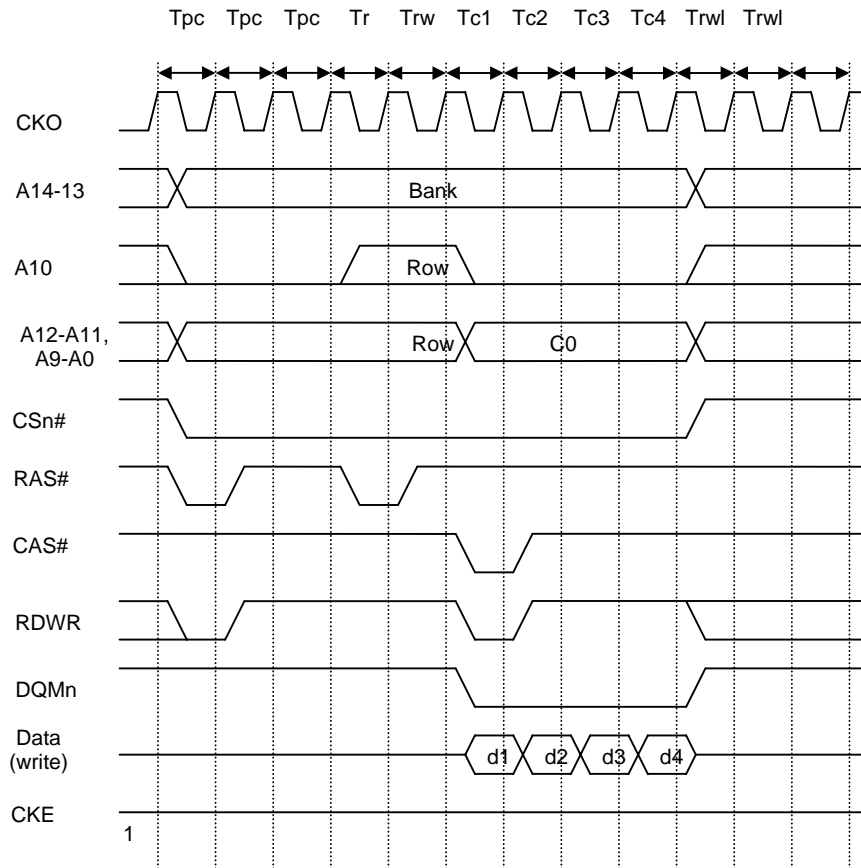 Tpc Tpc Tpc Tr Trw Tc1 Tc2 Tc3 Tc4 Trwl Trwl
CKO
A14-13 Bank
A10 Row
A12-A11,
A9-A0 Row C0
CSn#
RAS#
CAS#
RDWR
DQMn
Data
(write) d1 d2 d3 d4
CKE
1